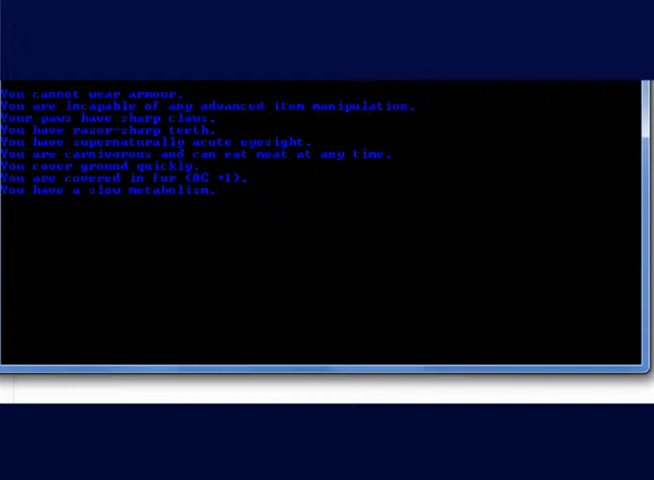 You cannot wear armour.
You are incapable of any advanced item manipulation.
Your paws have sharp claws.
You have razor-sharp teeth.
You have supernaturally acute eyesight.
You are carnivorous and can eat meat at any time.
You cover ground quickly.
You are covered in fur (AC +1).
You have a slow metabolism.